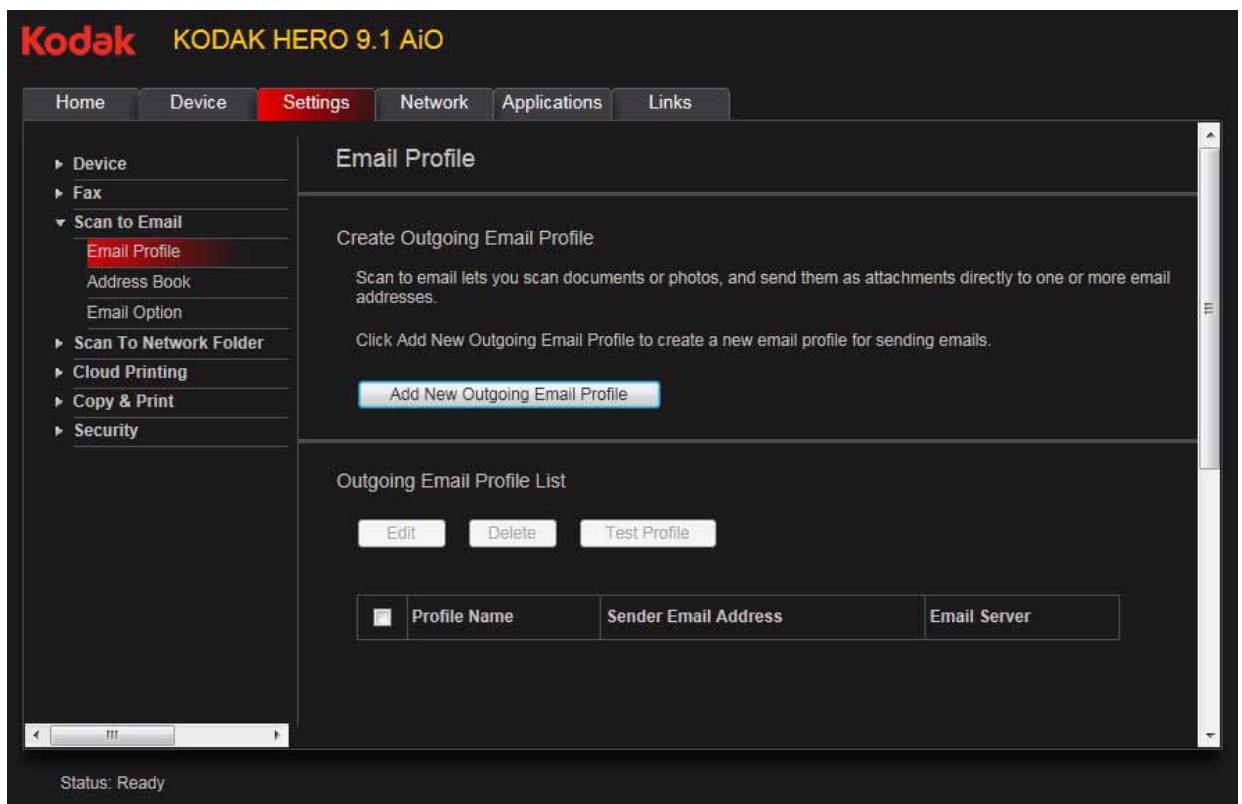 Kodak KODAK HERO 9.1 AiO
Home Device Settings Network Applications Links
Device
Fax
Scan to Email
Email Profile
Address Book
Email Option
Scan To Network Folder
Cloud Printing
Copy & Print
Security
Email Profile
Create Outgoing Email Profile
Scan to email lets you scan documents or photos, and send them as attachments directly to one or more email
addresses.
Click Add New Outgoing Email Profile to create a new email profile for sending emails.
Add New Outgoing Email Profile
Outgoing Email Profile List
Edit Delete Test Profile
Profile Name Sender Email Address Email Server
Status: Ready